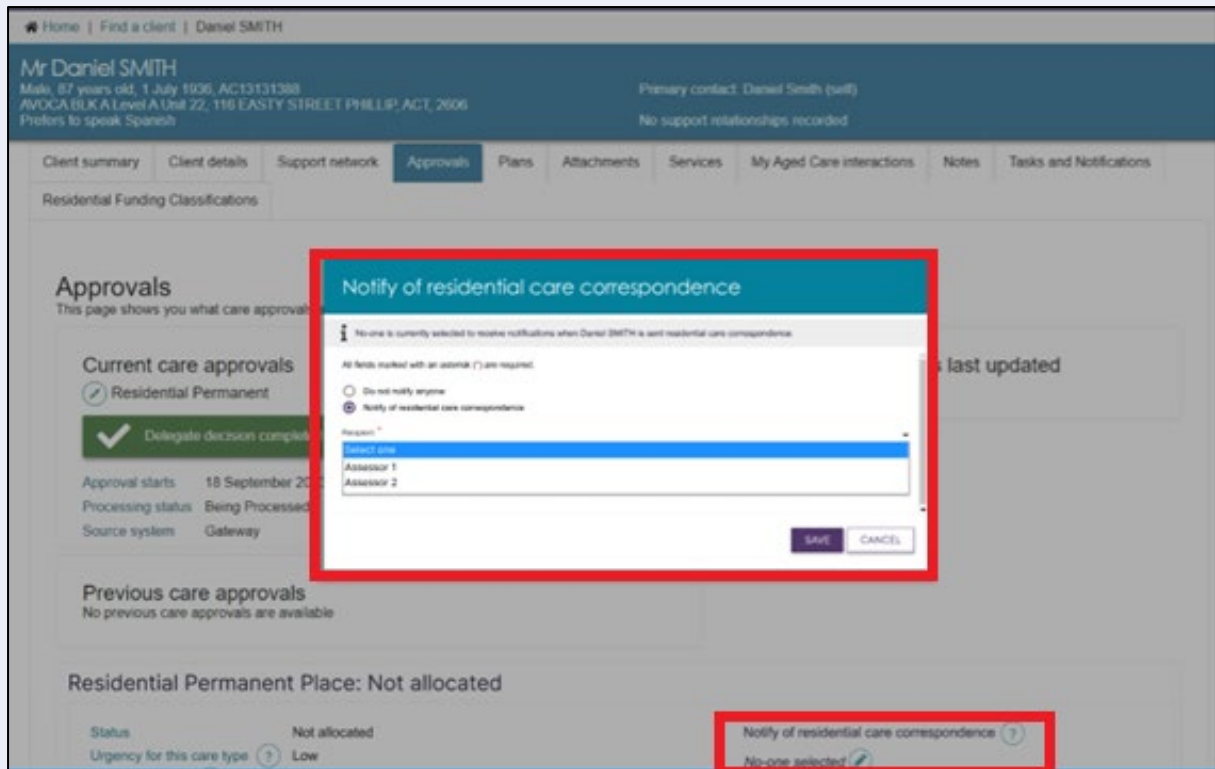 Home | Find a client | Daniel SMITH
Mr Daniel SMITH
Male, 87 years old, 1 July 1936, AC13131388
AVOCA BLK A Level A Unit 22, 116 EASTY STREET PHILLIP, ACT, 2606
Prefers to speak Spanish
Primary contact: Daniel Smith (self)
No support relationships recorded
Client summary Client details Support network Approvals Plans Attachments Services My Aged Care interactions Notes Tasks and Notifications
Residential Funding Classifications
Approvals
This page shows you what care approvals
Notify of residential care correspondence
No-one is currently selected to receive notifications when Daniel SMITH is sent residential care correspondence.
All fields marked with an asterisk (*) are required.
Do not notify anyone
Notify of residential care correspondence
Recipient: *
Select one
Assessor 1
Assessor 2
SAVE CANCEL
Current care approvals
last updated
Residential Permanent
Delegate decision complete
Approval starts 18 September
Processing status Being Processed
Source system Gateway
Previous care approvals
No previous care approvals are available
Residential Permanent Place: Not allocated
Status Not allocated
Urgency for this care type ? Low
Notify of residential care correspondence ?
No-one selected